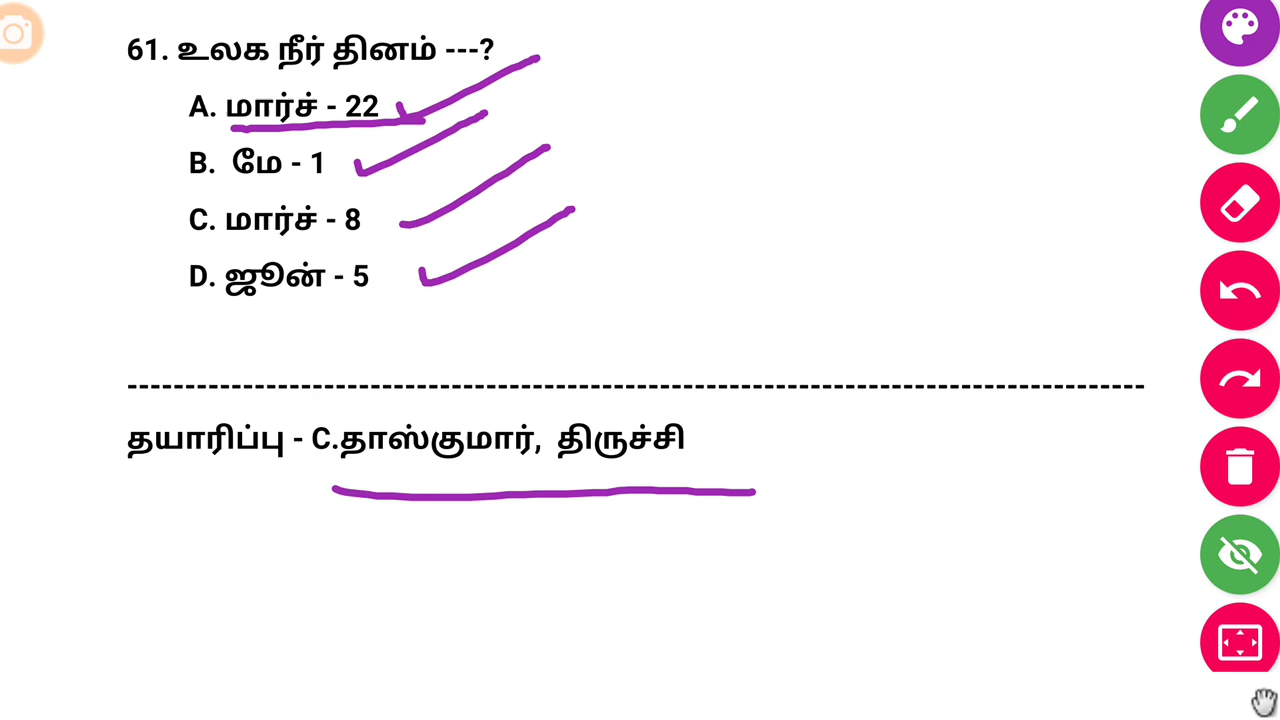 61. உலக நீர் தினம் ---?
A. மார்ச் - 22
B. மே - 1
C. மார்ச் - 8
D. ஜூன் - 5
--------------------------------------------------------------------------------------
தயாரிப்பு - C.தாஸ்குமார், திருச்சி